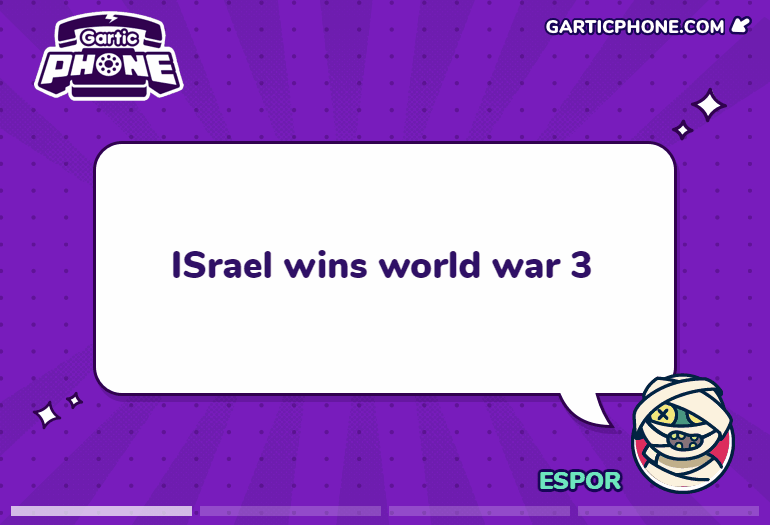 Gartic
PHONE
GARTICPHONE.COM
ISrael wins world war 3
ESPOR